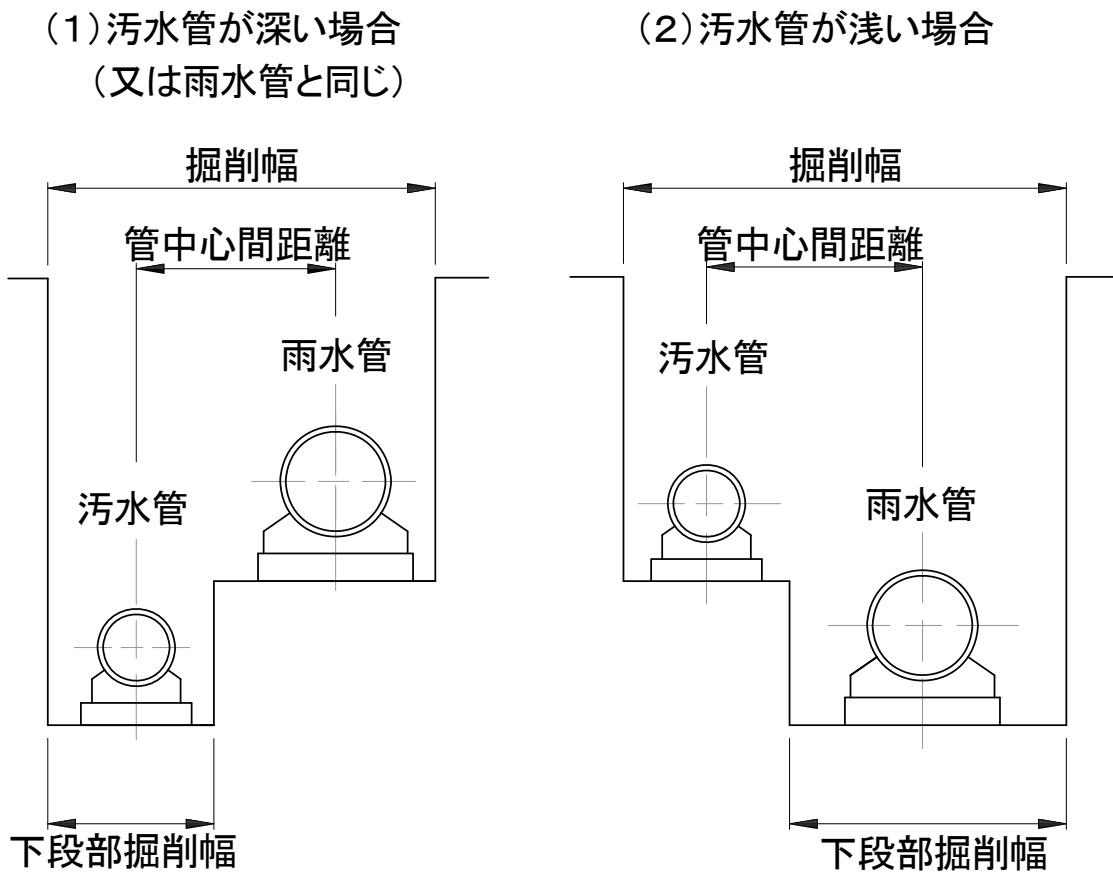 (1)汚水管が深い場合
(又は雨水管と同じ)
掘削幅
管中心間距離
雨水管
汚水管
下段部掘削幅
(2)汚水管が浅い場合
掘削幅
管中心間距離
汚水管
雨水管
下段部掘削幅